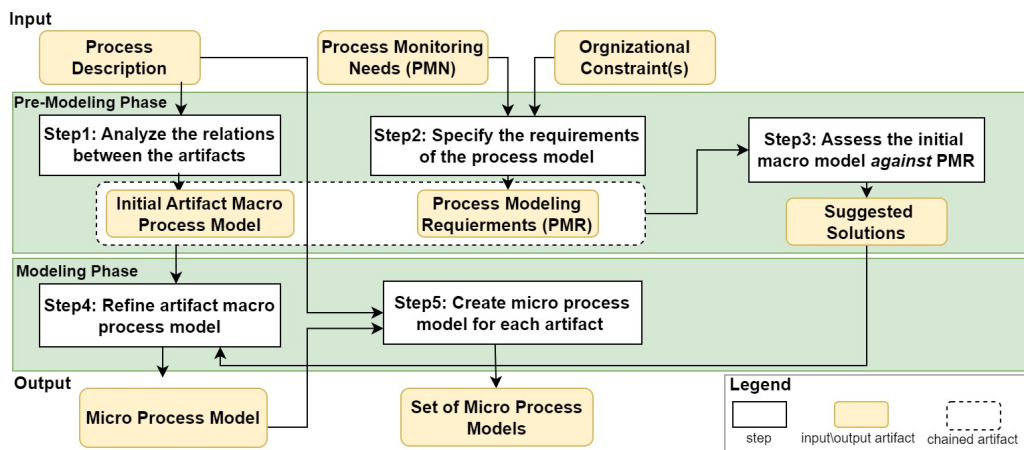 Input
Process
Description
Process Monitoring
Needs (PMN)
Orgnizational
Constraint(s)
Pre-Modeling Phase
Step1: Analyze the relations
between the artifacts
Step2: Specify the requirements
of the process model
Step3: Assess the initial
macro model against PMR
Initial Artifact Macro
Process Model
Process Modeling
Requierments (PMR)
Suggested
Solutions
Modeling Phase
Step4: Refine artifact macro
process model
Step5: Create micro process
model for each artifact
Output
Micro Process Model
Set of Micro Process
Models
Legend
step
input\output artifact
chained artifact